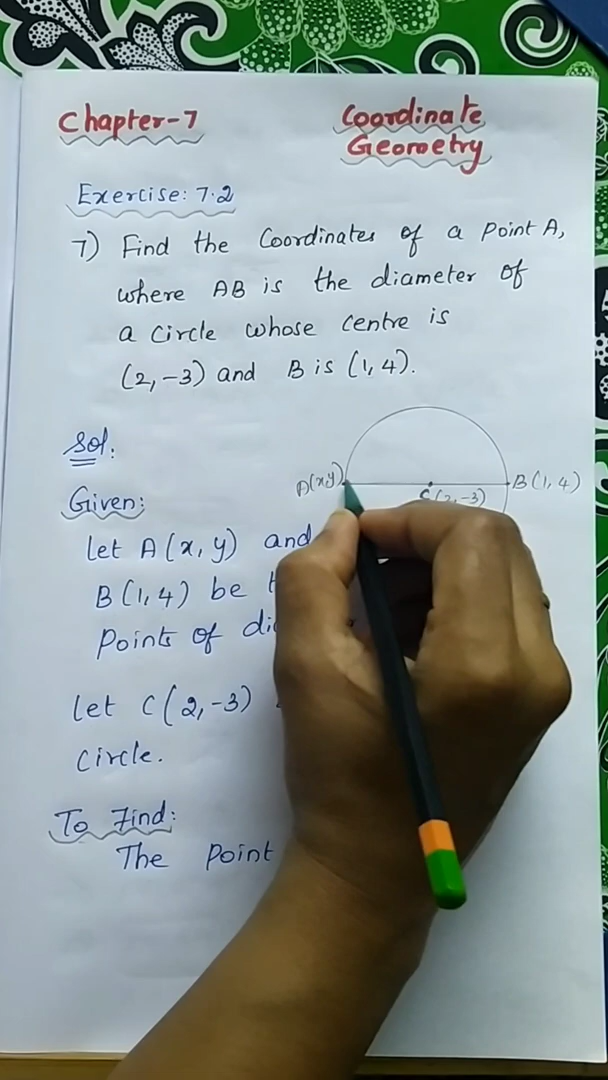 Chapter-7
Coordinate
Geometry
Exercise: 7.2
7) Find the Coordinates of a Point A,
where AB is the diameter of
a Circle whose centre is
(2,-3) and B is (1,4).
Sol:
A(x,y)
B(1,4)
C(2,-3)
Given:
Let A(x,y) and
B(1,4) be
Points of
Let C(2,-3)
Circle.
To Find:
The Point